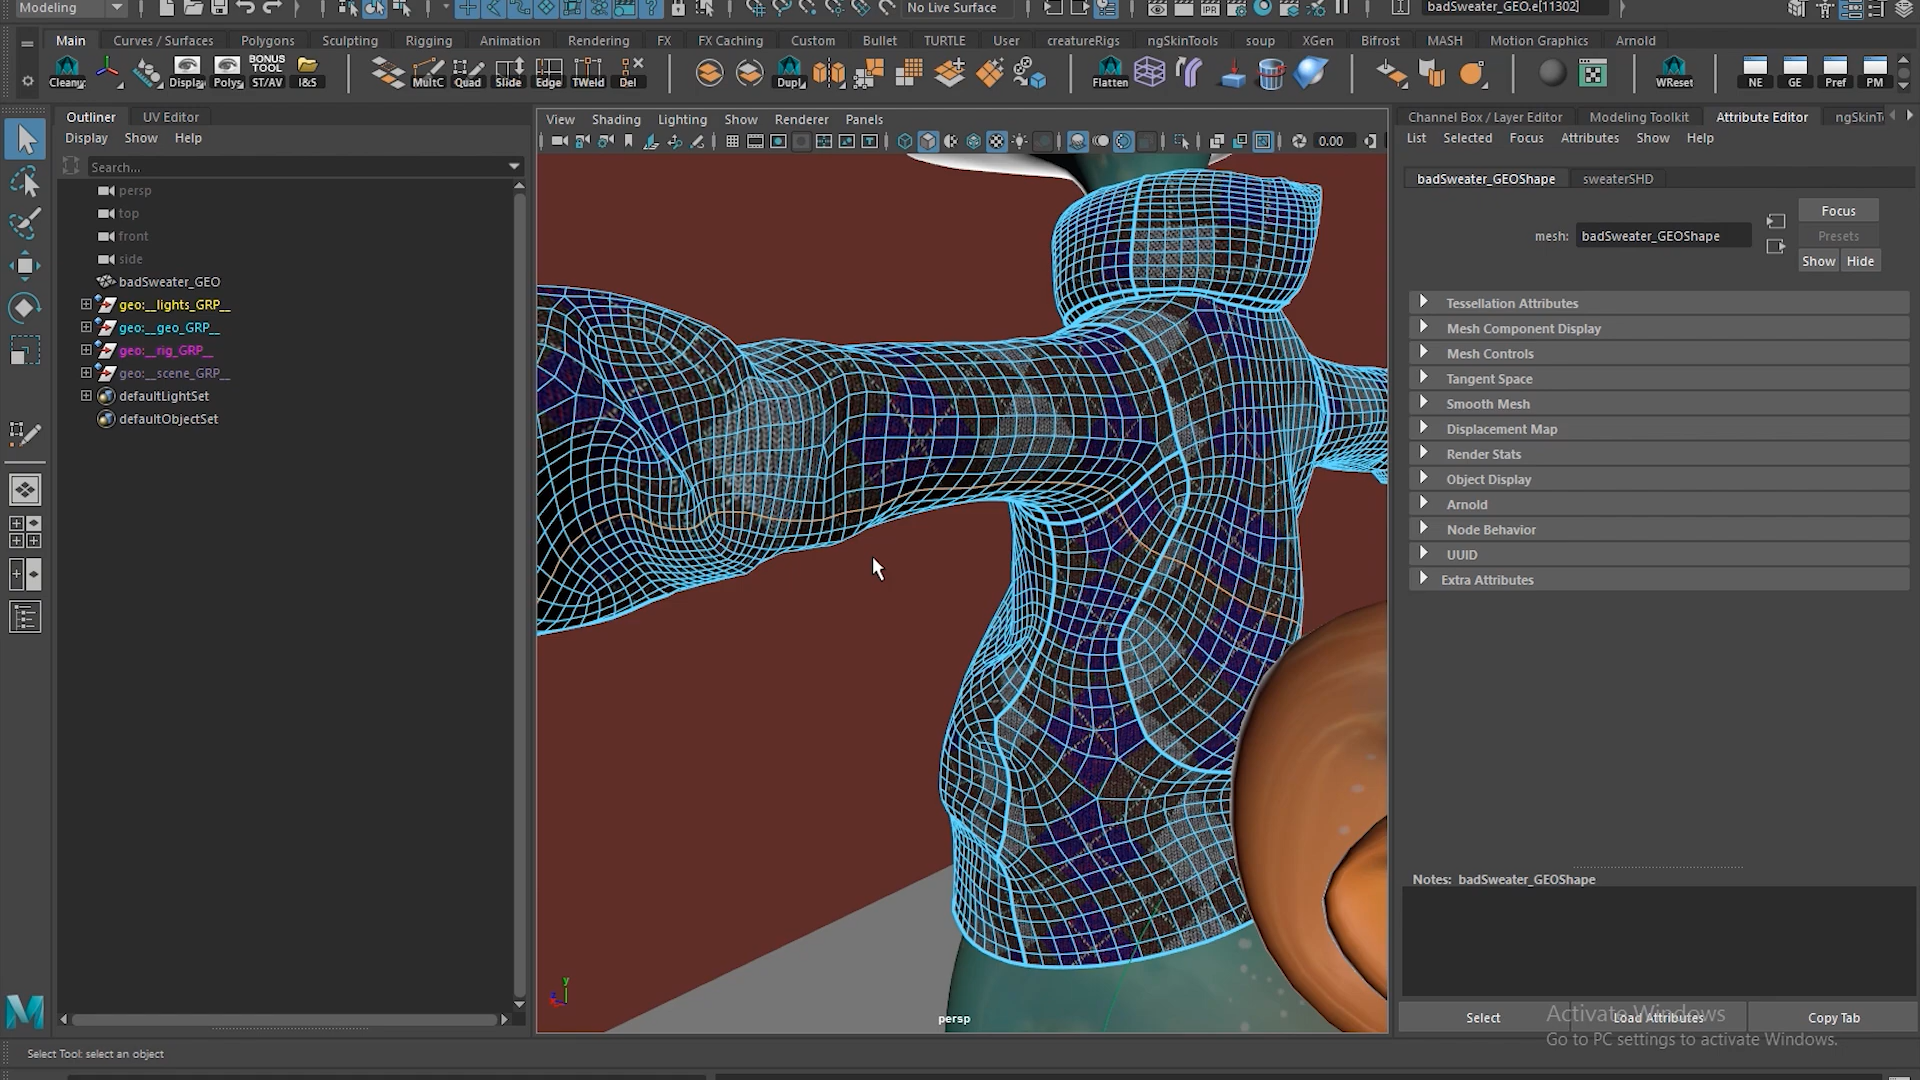 Modeling
No Live Surface
badSweater_GEO.e[11302]
Main Curves / Surfaces Polygons Sculpting Rigging Animation Rendering FX FX Caching Custom Bullet TURTLE User creatureRigs ngSkinTools soup XGen Bifrost MASH Motion Graphics Arnold
BONUS
TOOL
Display Polys ST/AV I&S MultC Quad Slide Edge TWeld Del Dupl Flatten IPR WReset NE GE Pref PM
Outliner UV Editor
Display Show Help
Search...
persp
top
front
side
badSweater_GEO
geo:__lights_GRP__
geo:__geo_GRP__
geo:__rig_GRP__
geo:__scene_GRP__
defaultLightSet
defaultObjectSet
View Shading Lighting Show Renderer Panels
0.00
persp
y
Channel Box / Layer Editor Modeling Toolkit Attribute Editor ngSkinT
List Selected Focus Attributes Show Help
badSweater_GEOShape sweaterSHD
Focus
mesh: badSweater_GEOShape Presets
Show Hide
Tessellation Attributes
Mesh Component Display
Mesh Controls
Tangent Space
Smooth Mesh
Displacement Map
Render Stats
Object Display
Arnold
Node Behavior
UUID
Extra Attributes
Notes: badSweater_GEOShape
Select Load Attributes Copy Tab
Activate Windows
Go to PC settings to activate Windows.
Select Tool: select an object